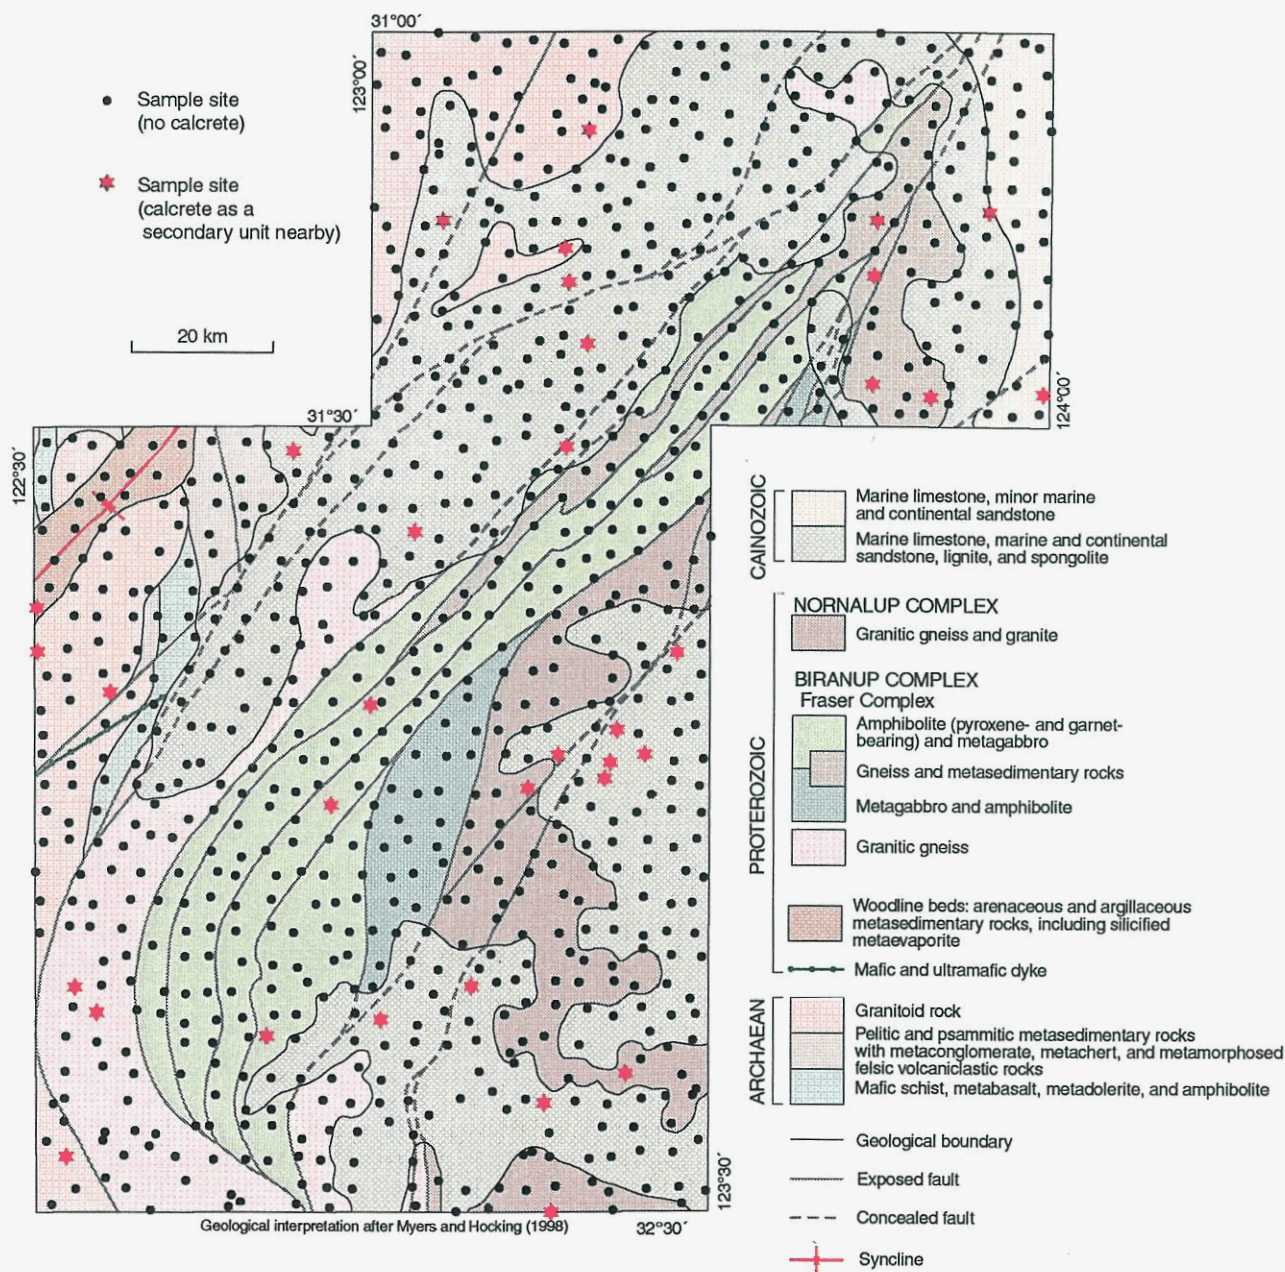 31°00´
123°00´
Sample site
(no calcrete)
Sample site
(calcrete as a
secondary unit nearby)
20 km
31°30´
122°30´
124°00´
CAINOZOIC
Marine limestone, minor marine
and continental sandstone
Marine limestone, marine and continental
sandstone, lignite, and spongolite
PROTEROZOIC
NORNALUP COMPLEX
Granitic gneiss and granite
BIRANUP COMPLEX
Fraser Complex
Amphibolite (pyroxene- and garnet-
bearing) and metagabbro
Gneiss and metasedimentary rocks
Metagabbro and amphibolite
Granitic gneiss
Woodline beds: arenaceous and argillaceous
metasedimentary rocks, including silicified
metaevaporite
Mafic and ultramafic dyke
ARCHAEAN
Granitoid rock
Pelitic and psammitic metasedimentary rocks
with metaconglomerate, metachert, and metamorphosed
felsic volcaniclastic rocks
Mafic schist, metabasalt, metadolerite, and amphibolite
Geological boundary
Exposed fault
Concealed fault
Syncline
123°30´
32°30´
Geological interpretation after Myers and Hocking (1998)